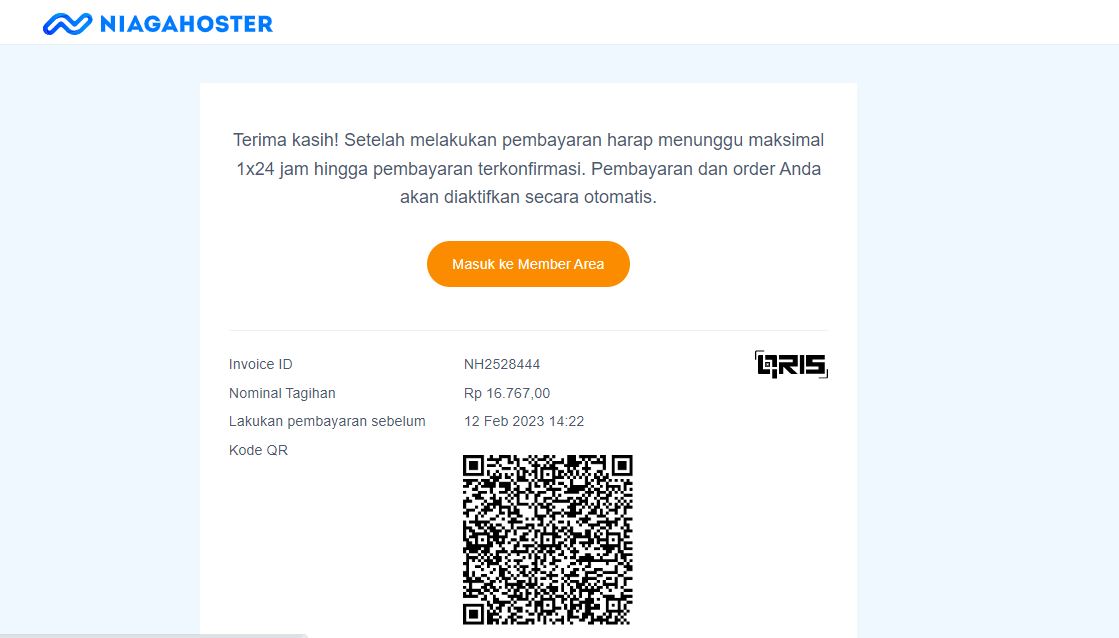 NIAGAHOSTER
Terima kasih! Setelah melakukan pembayaran harap menunggu maksimal
1x24 jam hingga pembayaran terkonfirmasi. Pembayaran dan order Anda
akan diaktifkan secara otomatis.
Masuk ke Member Area
Invoice ID NH2528444
QRIS
Nominal Tagihan Rp 16.767,00
Lakukan pembayaran sebelum 12 Feb 2023 14:22
Kode QR